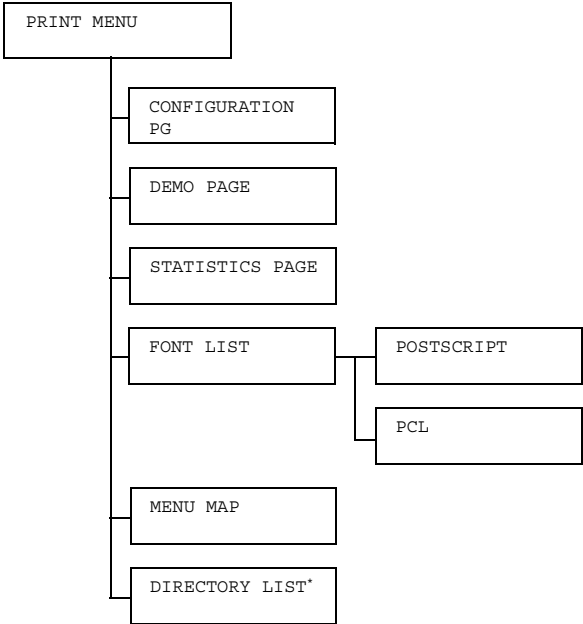 PRINT MENU
CONFIGURATION
PG
DEMO PAGE
STATISTICS PAGE
FONT LIST
POSTSCRIPT
PCL
MENU MAP
DIRECTORY LIST*